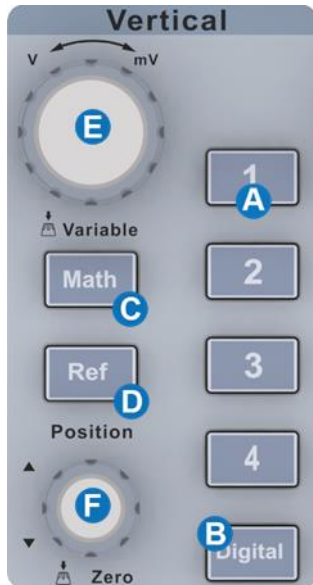 Vertical
V mV
E
1
A
Variable
Math
2
C
Ref
3
D
Position
4
F
B
Digital
Zero